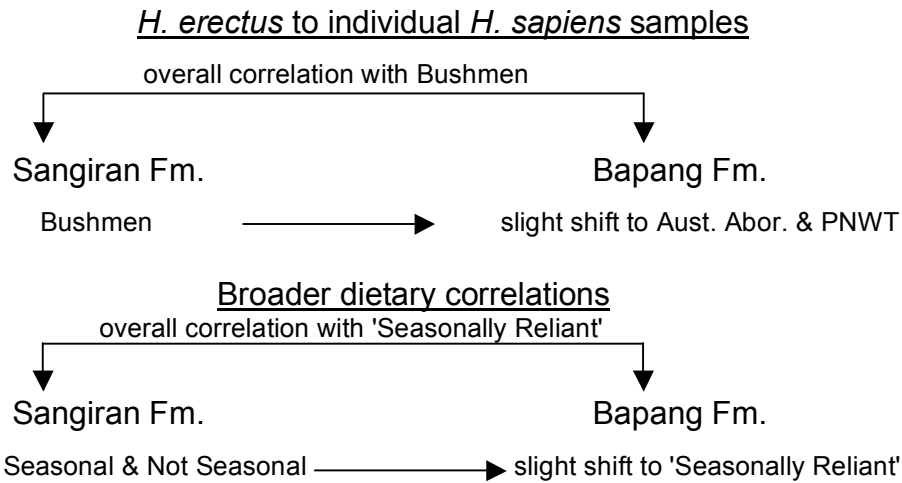 H. erectus to individual H. sapiens samples
overall correlation with Bushmen
Sangiran Fm. Bapang Fm.
Bushmen slight shift to Aust. Abor. & PNWT
Broader dietary correlations
overall correlation with 'Seasonally Reliant'
Sangiran Fm. Bapang Fm.
Seasonal & Not Seasonal slight shift to 'Seasonally Reliant'